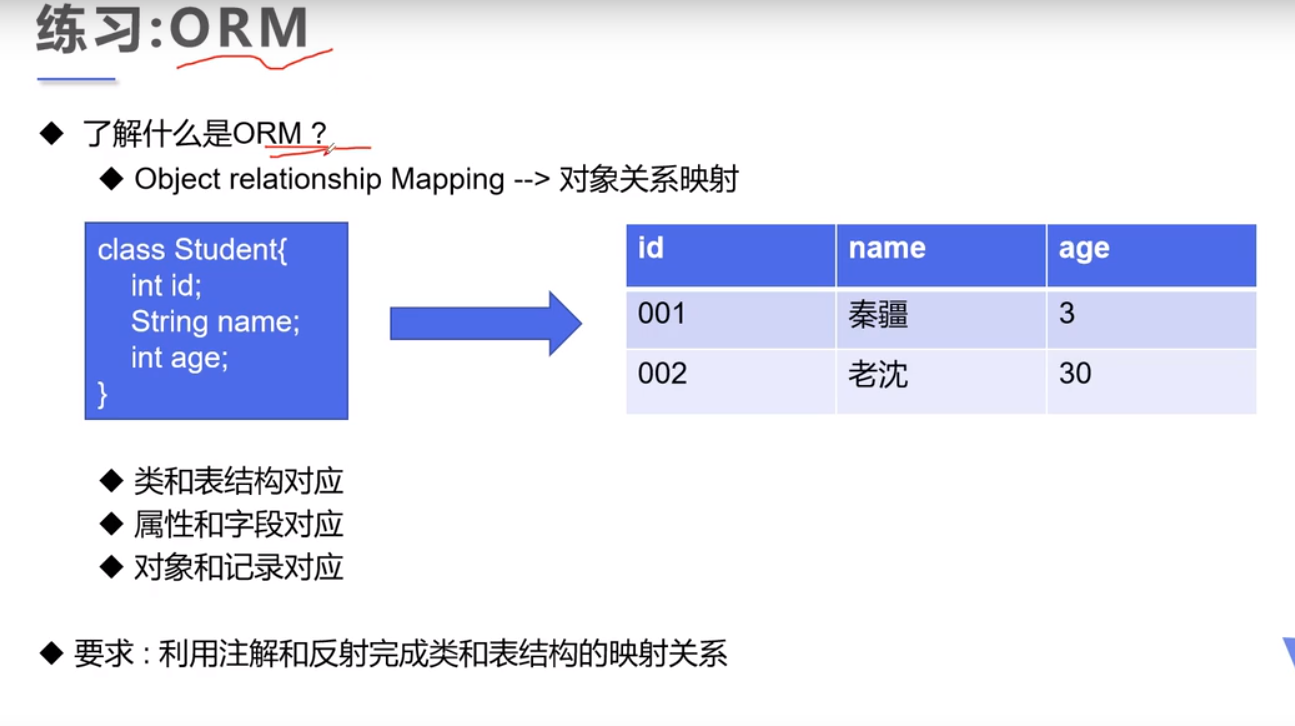 练习:ORM
◆ 了解什么是ORM？
◆ Object relationship Mapping --> 对象关系映射
class Student{
int id;
String name;
int age;
}
id name age
001 秦疆 3
002 老沈 30
◆ 类和表结构对应
◆ 属性和字段对应
◆ 对象和记录对应
◆ 要求 : 利用注解和反射完成类和表结构的映射关系